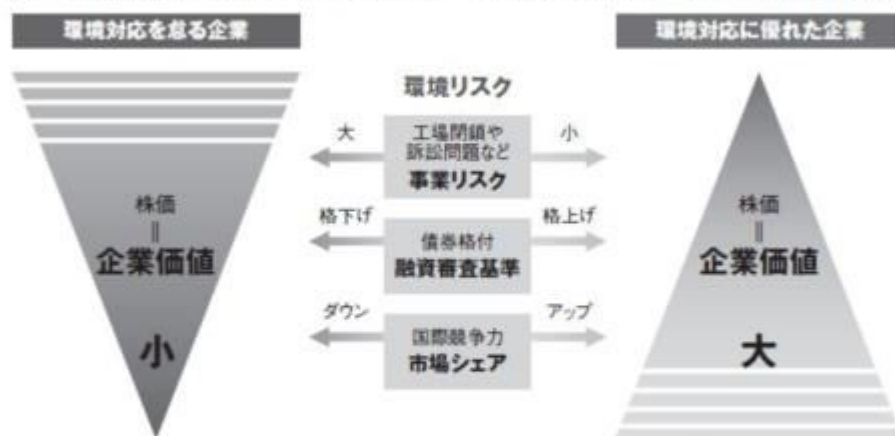 環境対応を怠る企業
環境対応に優れた企業
環境リスク
大
工場閉鎖や
訴訟問題など
事業リスク
小
株価
||
企業価値
小
格下げ
債券格付
融資審査基準
格上げ
ダウン
国際競争力
市場シェア
アップ
株価
||
企業価値
大